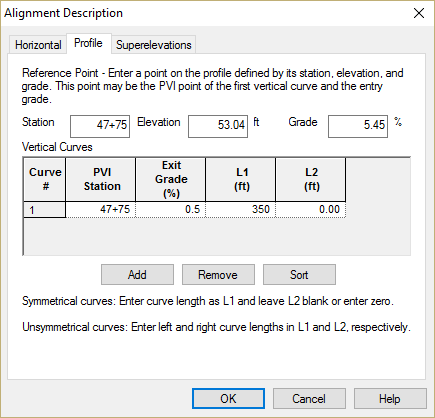 Alignment Description
Horizontal Profile Superelevations
Reference Point - Enter a point on the profile defined by its station, elevation, and
grade. This point may be the PVI point of the first vertical curve and the entry
grade.
Station 47+75 Elevation 53.04 ft Grade 5.45 %
Vertical Curves
Curve # PVI Station Exit Grade (%) L1 (ft) L2 (ft)
1 47+75 0.5 350 0.00
Add Remove Sort
Symmetrical curves: Enter curve length as L1 and leave L2 blank or enter zero.
Unsymmetrical curves: Enter left and right curve lengths in L1 and L2, respectively.
OK Cancel Help